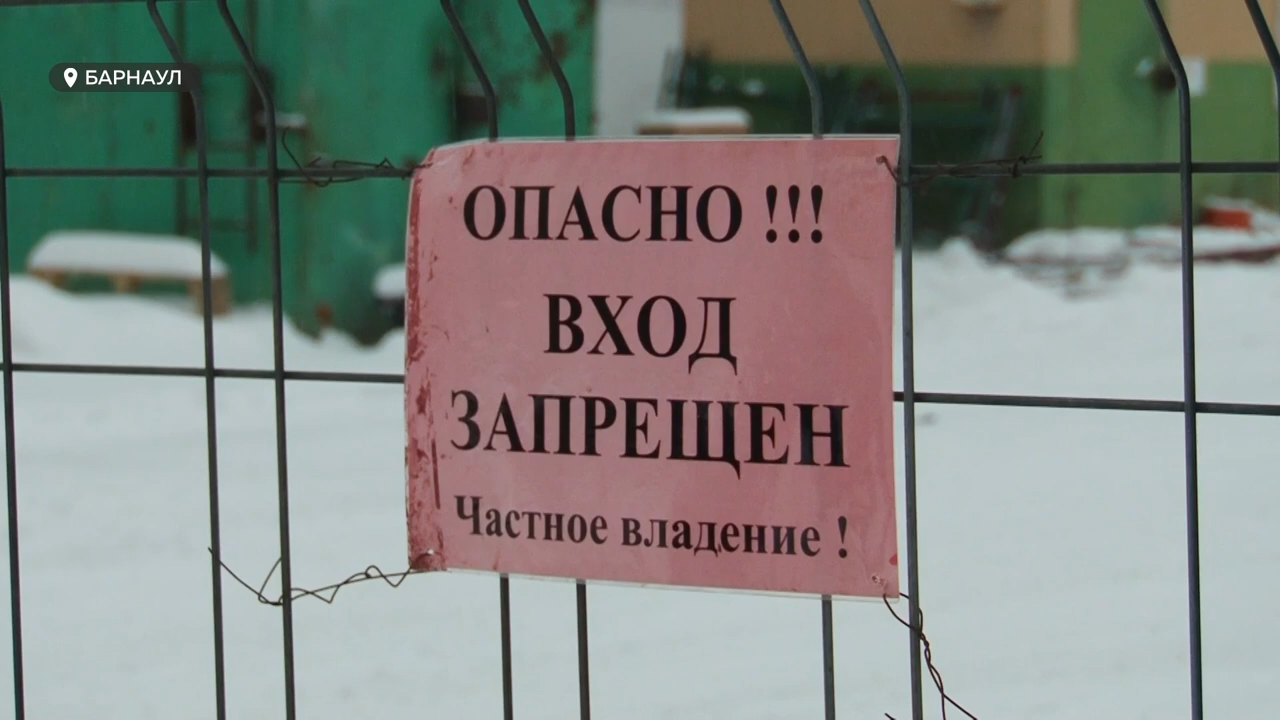 БАРНАУЛ
ОПАСНО !!!
ВХОД
ЗАПРЕЩЕН
Частное владение !